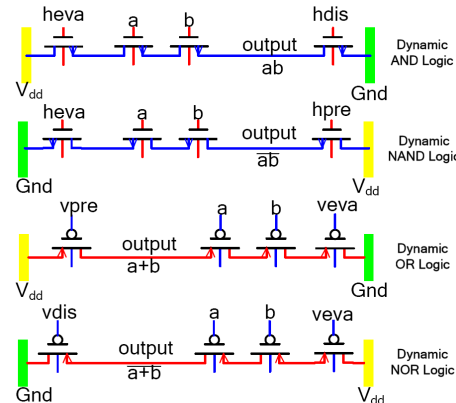 heva a b output hdis Dynamic
ab AND Logic
Vdd Gnd
heva a b output hpre Dynamic
a̅b̅ NAND Logic
Gnd Vdd
vpre output a b veva Dynamic
a+b OR Logic
Vdd Gnd
vdis output a b veva Dynamic
a̅+̅b̅ NOR Logic
Gnd Vdd